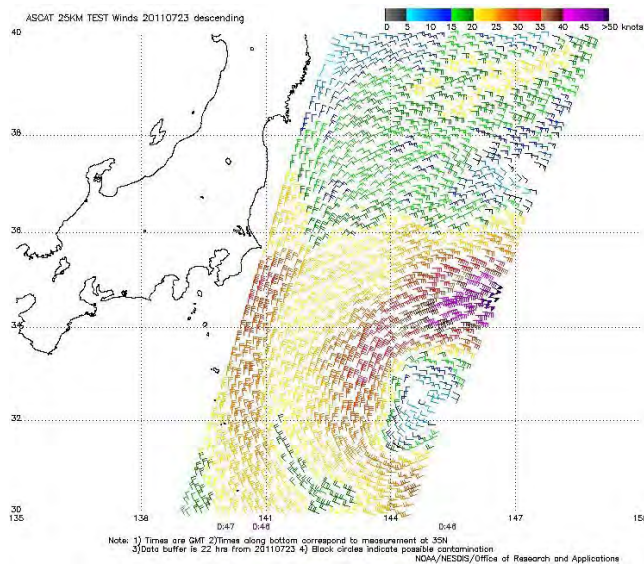 ASCAT 25KM TEST Winds 20110723 descending
0 5 10 15 20 25 30 35 40 45 >50 knots
40
38
36
34
32
30
135 138 141 144 147 15
0:47 0:46 0:46
Note: 1) Times are GMT 2)Times along bottom correspond to measurement at 35N
3)Data buffer is 22 hrs from 20110723 4) Black circles indicate possible contamination
NOAA/NESDIS/Office of Research and Applications